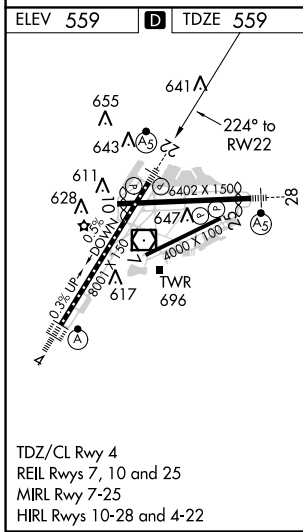 ELEV 559 D TDZE 559
641
655
643
A5
224° to
RW22
22
611
P
P
6402 X 150
28
10
628
647
P
P
25
A5
0.5%
DOWN
8001 X 150
0.3% UP
7
4000 X 100
617
TWR
696
4
A
TDZ/CL Rwy 4
REIL Rwys 7, 10 and 25
MIRL Rwy 7-25
HIRL Rwys 10-28 and 4-22